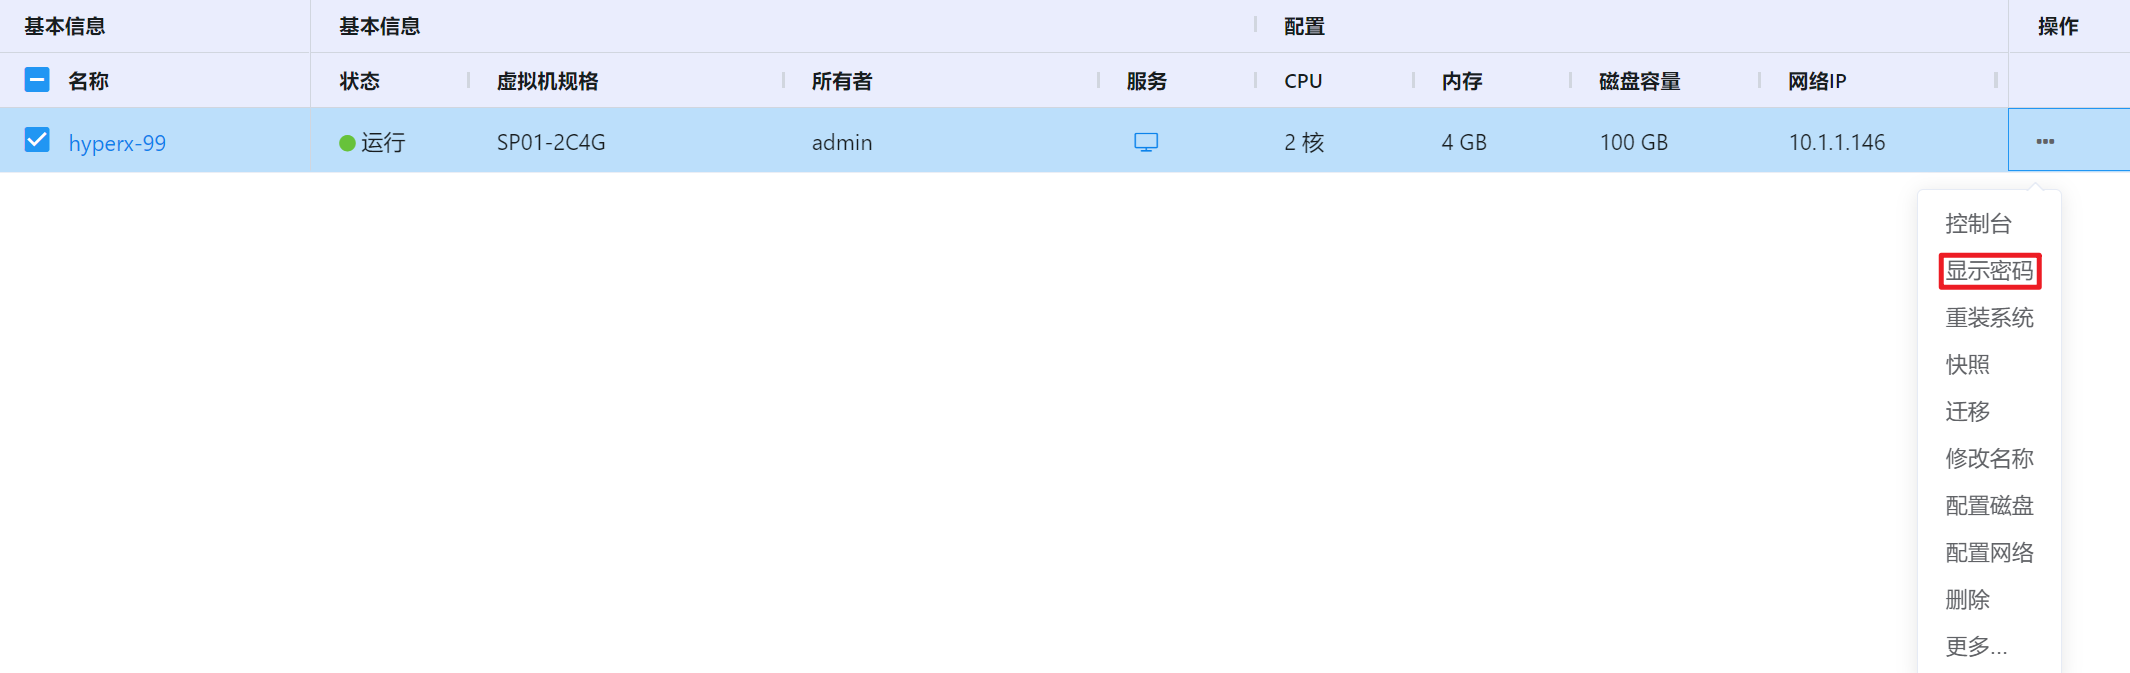 基本信息 基本信息 配置 操作
名称 状态 虚拟机规格 所有者 服务 CPU 内存 磁盘容量 网络IP
hyperx-99 运行 SP01-2C4G admin 2 核 4 GB 100 GB 10.1.1.146 •••
控制台
显示密码
重装系统
快照
迁移
修改名称
配置磁盘
配置网络
删除
更多...